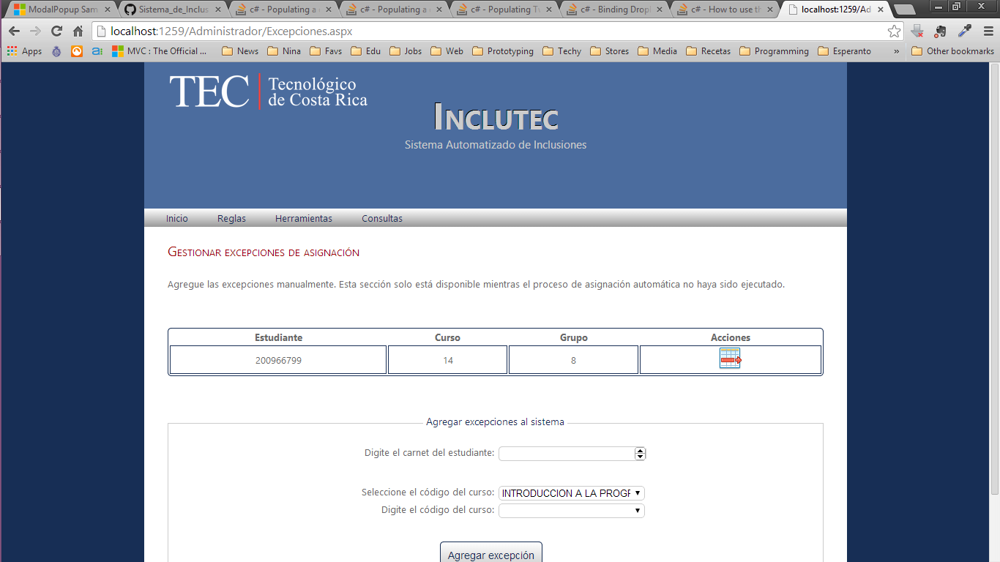 ModalPopup Sam
Sistema_de_Inclus
c# - Populating a
c# - Populating a
c# - Populating T
c# - Binding Drop
c# - How to use th
localhost:1259/Ad
localhost:1259/Administrador/Excepciones.aspx
Apps
MVC : The Official ...
News
Nina
Favs
Edu
Jobs
Web
Prototyping
Techy
Stores
Media
Recetas
Programming
Esperanto
»
Other bookmarks
TEC
Tecnológico
de Costa Rica
INCLUTEC
Sistema Automatizado de Inclusiones
Inicio Reglas Herramientas Consultas
GESTIONAR EXCEPCIONES DE ASIGNACIÓN
Agregue las excepciones manualmente. Esta sección solo está disponible mientras el proceso de asignación automática no haya sido ejecutado.
Estudiante Curso Grupo Acciones
200966799 14 8
Agregar excepciones al sistema
Digite el carnet del estudiante:
Seleccione el código del curso: INTRODUCCION A LA PROGR
Digite el código del curso:
Agregar excepción